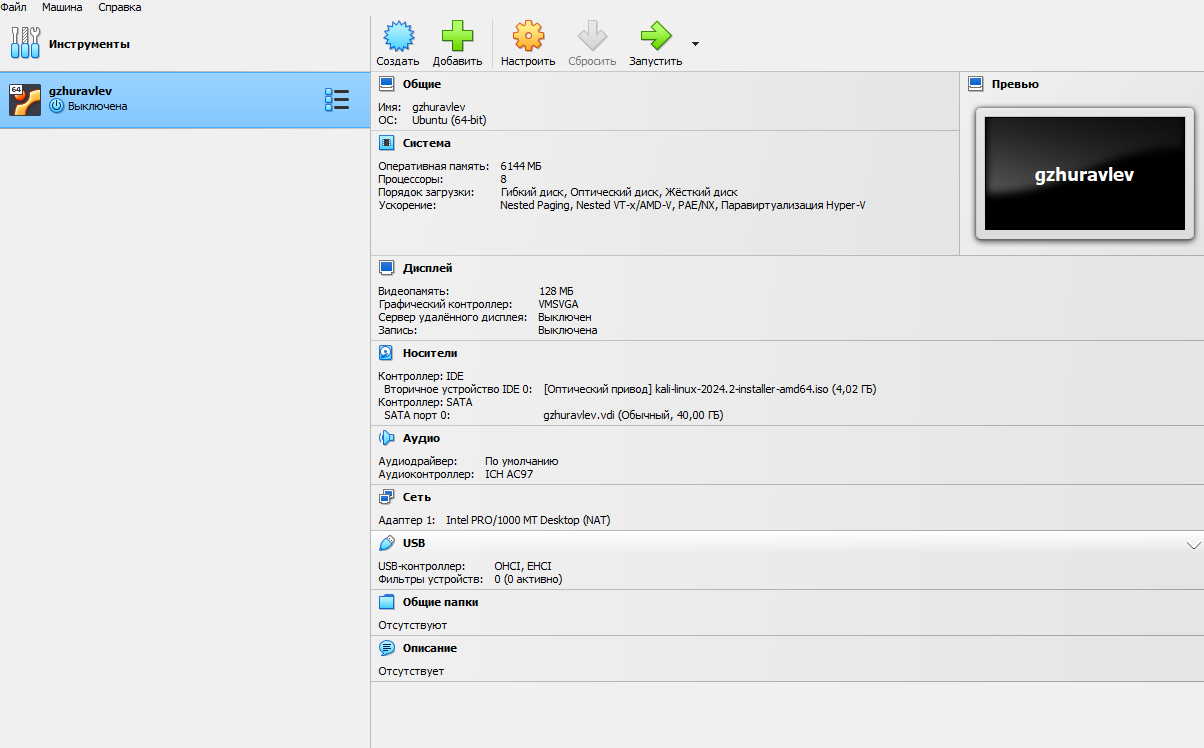 Файл Машина Справка
Инструменты
Создать Добавить Настроить Сбросить Запустить
64
gzhuravlev
Выключена
Общие
Имя: gzhuravlev
ОС: Ubuntu (64-bit)
Превью
gzhuravlev
Система
Оперативная память: 6144 МБ
Процессоры: 8
Порядок загрузки: Гибкий диск, Оптический диск, Жёсткий диск
Ускорение: Nested Paging, Nested VT-x/AMD-V, PAE/NX, Паравиртуализация Hyper-V
Дисплей
Видеопамять: 128 МБ
Графический контроллер: VMSVGA
Сервер удалённого дисплея: Выключен
Запись: Выключена
Носители
Контроллер: IDE
Вторичное устройство IDE 0: [Оптический привод] kali-linux-2024.2-installer-amd64.iso (4,02 ГБ)
Контроллер: SATA
SATA порт 0: gzhuravlev.vdi (Обычный, 40,00 ГБ)
Аудио
Аудиодрайвер: По умолчанию
Аудиоконтроллер: ICH AC97
Сеть
Адаптер 1: Intel PRO/1000 MT Desktop (NAT)
USB
USB-контроллер: OHCI, EHCI
Фильтры устройств: 0 (0 активно)
Общие папки
Отсутствуют
Описание
Отсутствует